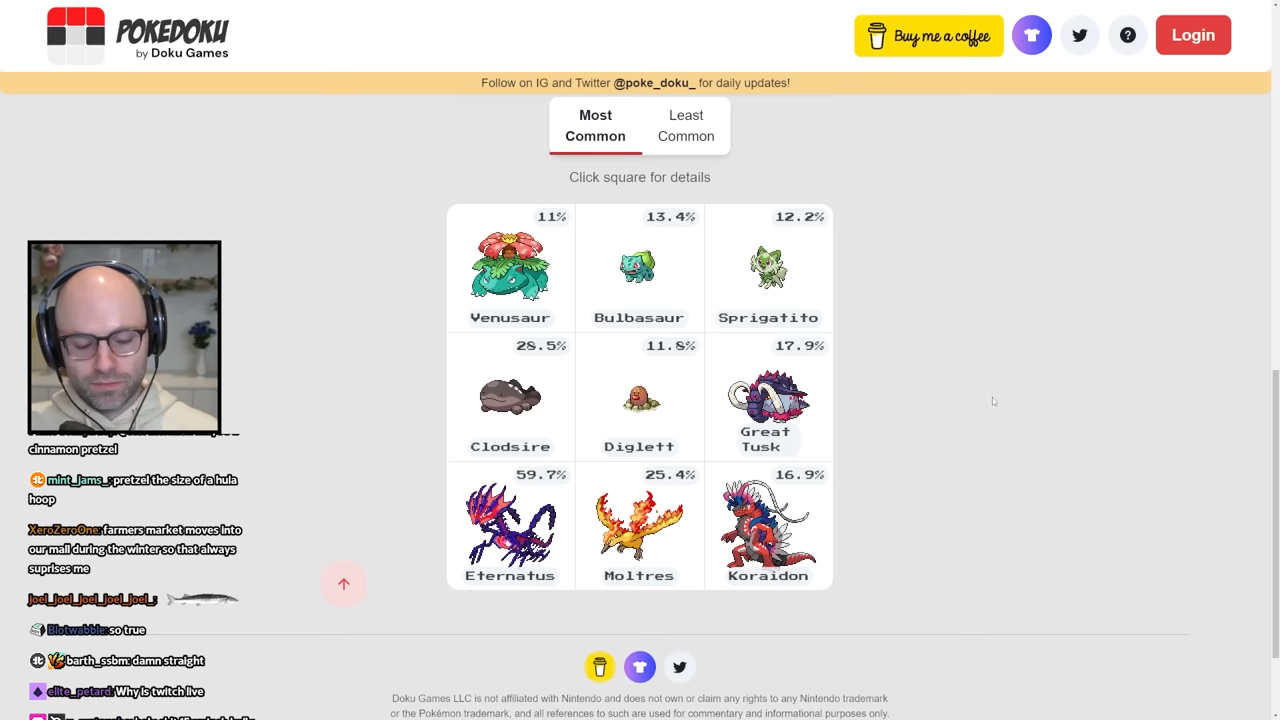 POKEDOKU
by Doku Games
Buy me a coffee
Login
Follow on IG and Twitter @poke_doku_ for daily updates!
Most
Common
Least
Common
Click square for details
11%
Venusaur
13.4%
Bulbasaur
12.2%
Sprigatito
28.5%
Clodsire
11.8%
Diglett
17.9%
Great
Tusk
59.7%
Eternatus
25.4%
Moltres
16.9%
Koraidon
cinnamon pretzel
mint_jams_: pretzel the size of a hula
hoop
XeroZeroOne: farmers market moves into
our mall during the winter so that always
suprises me
joel_joel_joel_joel_joel_:
Blotwabble: so true
barth_ssbm: damn straight
elite_petard: Why is twitch live
Doku Games LLC is not affiliated with Nintendo and does not own or claim any rights to any Nintendo trademark
or the Pokémon trademark, and all references to such are used for commentary and informational purposes only.